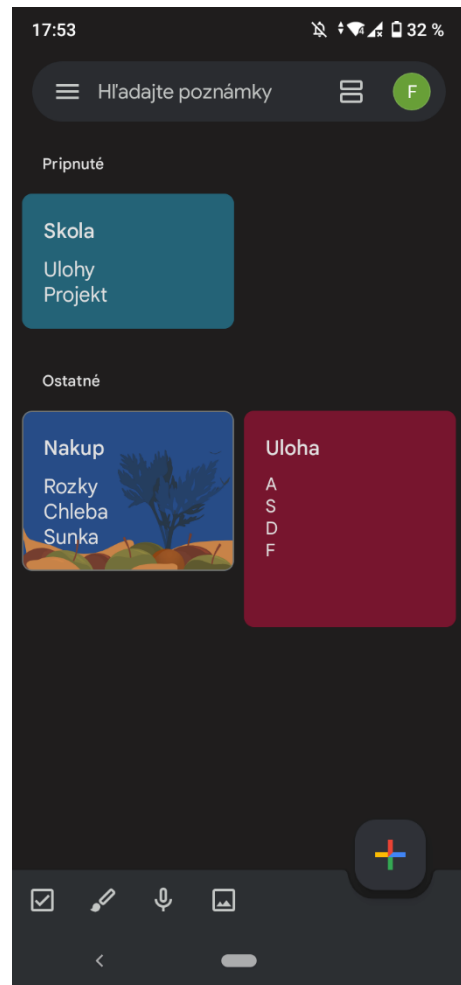 17:53
32 %
Hľadajte poznámky
F
Pripnuté
Skola
Ulohy
Projekt
Ostatné
Nakup
Rozky
Chleba
Sunka
Uloha
A
S
D
F